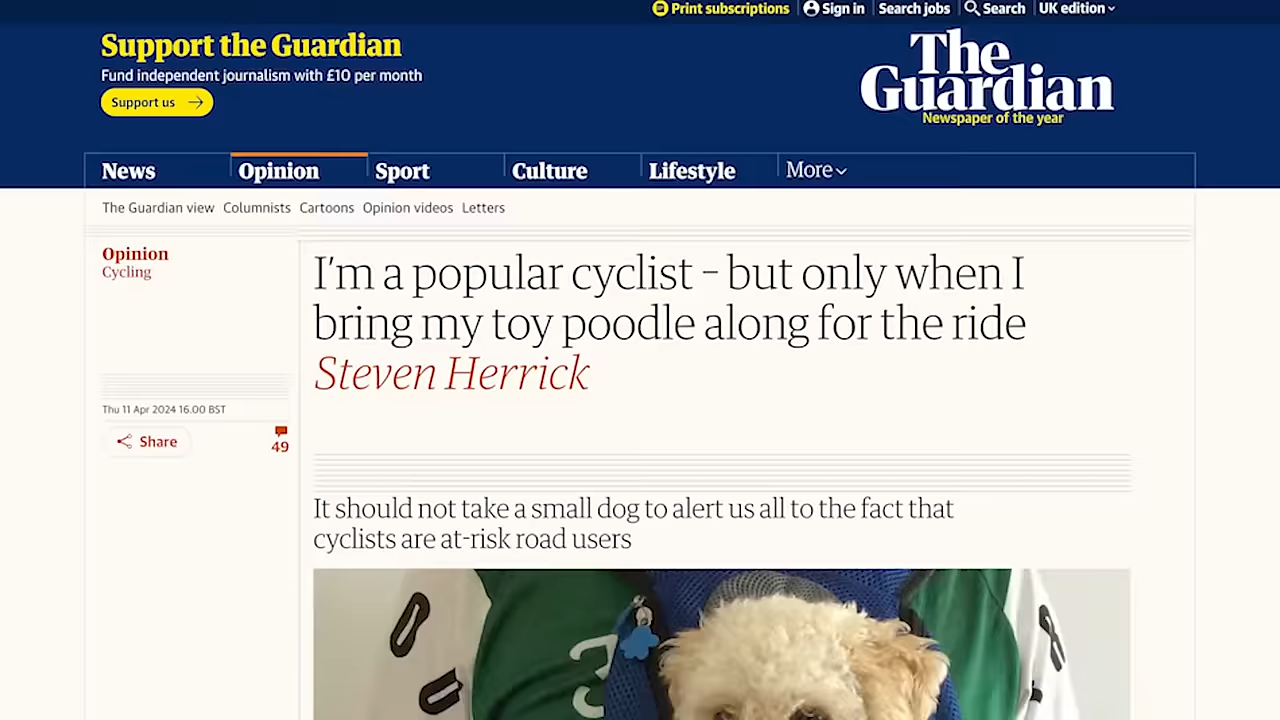 Print subscriptions
Sign in
Search jobs
Search
UK edition
Support the Guardian
Fund independent journalism with £10 per month
Support us
The
Guardian
Newspaper of the year
News
Opinion
Sport
Culture
Lifestyle
More
The Guardian view
Columnists
Cartoons
Opinion videos
Letters
Opinion
Cycling
I'm a popular cyclist – but only when I
bring my toy poodle along for the ride
Steven Herrick
Thu 11 Apr 2024 16.00 BST
Share
49
It should not take a small dog to alert us all to the fact that
cyclists are at-risk road users